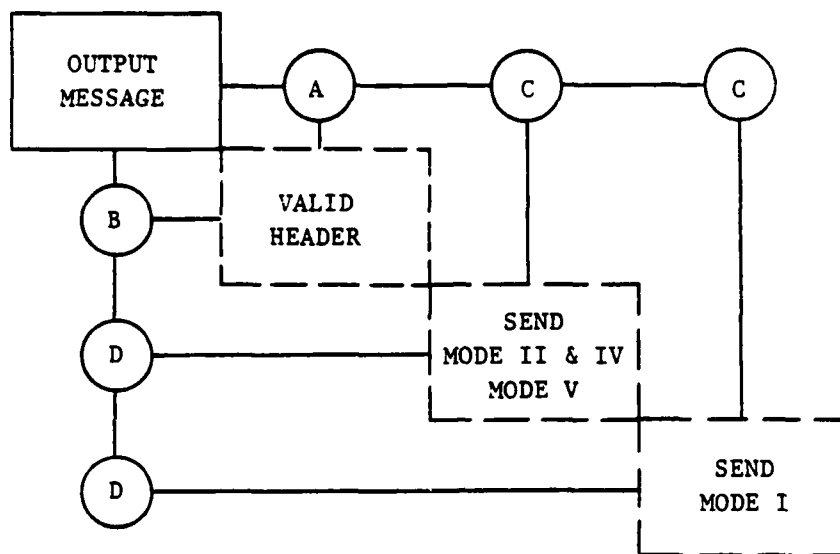 OUTPUT
MESSAGE
A
C
C
B
VALID
HEADER
D
SEND
MODE II & IV
MODE V
D
SEND
MODE I